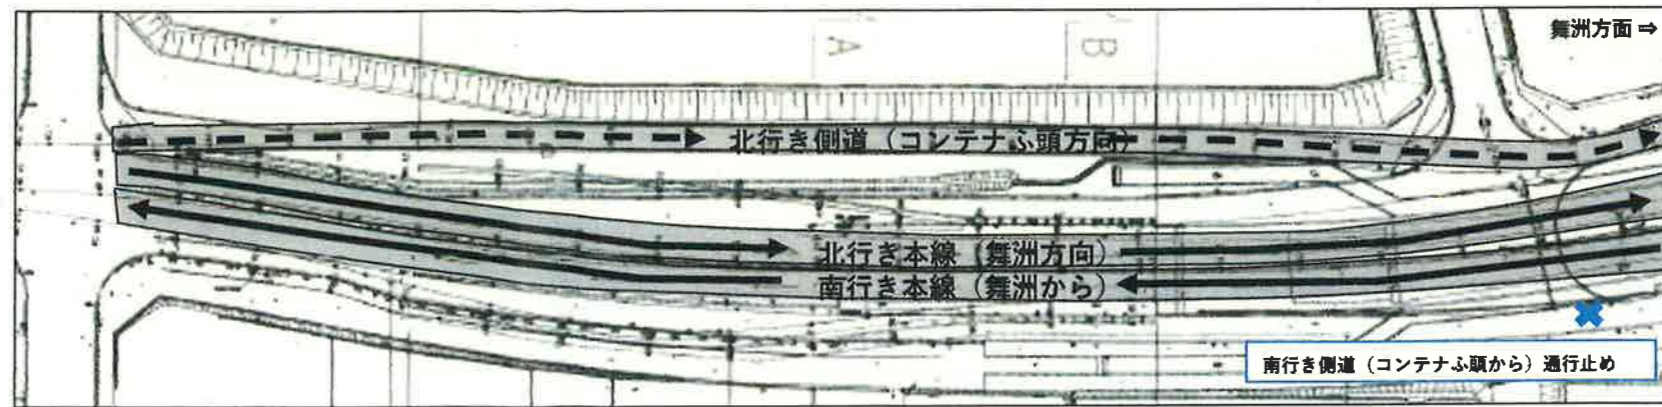 舞洲方面 ⇒
A
B
北行き側道（コンテナふ頭方向）
北行き本線（舞洲方向）
南行き本線（舞洲から）
南行き側道（コンテナふ頭から）通行止め